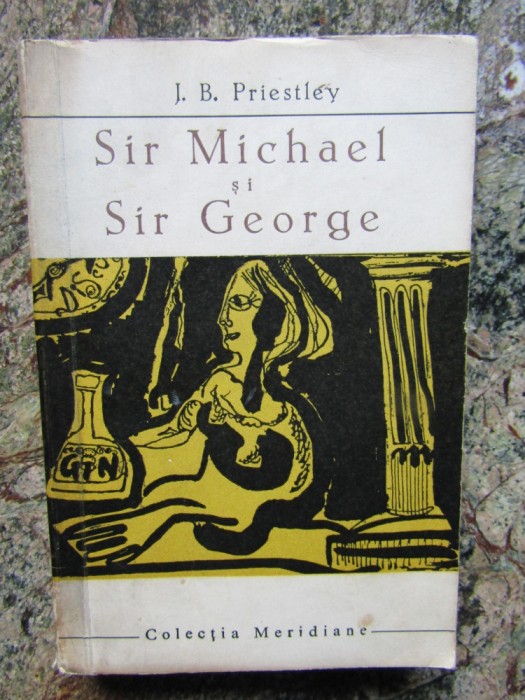 J. B. Priestley
Sir Michael
și
Sir George
GIN
Colecția Meridiane